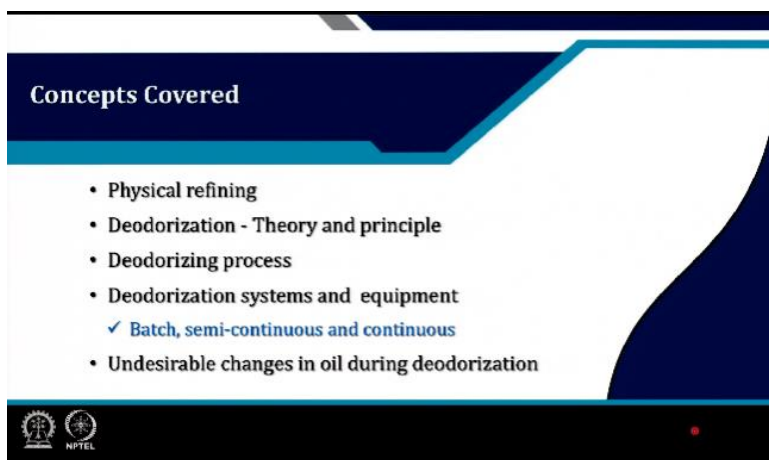 Concepts Covered
• Physical refining
• Deodorization - Theory and principle
• Deodorizing process
• Deodorization systems and equipment
✓ Batch, semi-continuous and continuous
• Undesirable changes in oil during deodorization
NPTEL